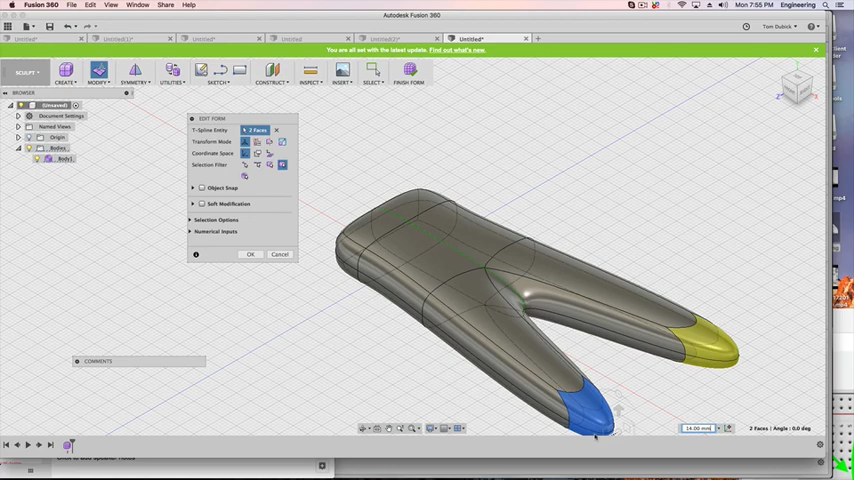 Fusion 360 File Edit View Window Share Help
Mon 7:55 PM Engineering
Autodesk Fusion 360
Tom Dubick
Untitled* Untitled(1)* Untitled* Untitled Untitled(2)* Untitled*
You are all set with the latest update. Find out what's new.
SCULPT CREATE MODIFY SYMMETRY UTILITIES SKETCH CONSTRUCT INSPECT INSERT SELECT FINISH FORM
BROWSER
(Unsaved)
Document Settings
Named Views
Origin
Bodies
Body1
EDIT FORM
T-Spline Entity 2 Faces
Transform Mode
Coordinate Space
Selection Filter
Object Snap
Soft Modification
Selection Options
Numerical Inputs
OK Cancel
Z X
COMMENTS
14.00 mm
2 Faces | Angle : 0.0 deg